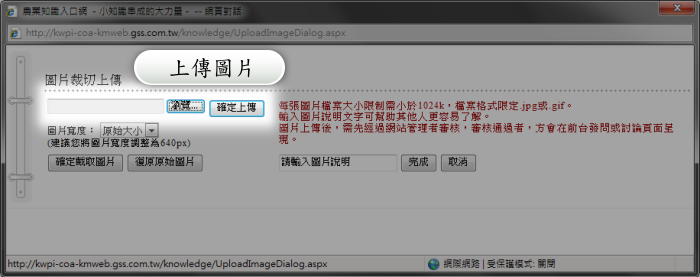 農業知識入口網 - 小知識串成的大力量 - -- 網頁對話
http://kwpi-coa-kmweb.gss.com.tw/knowledge/UploadImageDialog.aspx
上傳圖片
圖片裁切上傳
瀏覽... 確定上傳
每張圖片檔案大小限制需小於1024k，檔案格式限定.jpg或.gif。
輸入圖片說明文字可幫助其他人更容易了解。
圖片上傳後，需先經過網站管理者審核，審核通過者，方會在前台發問或討論頁面呈
現。
圖片寬度： 原始大小
(建議您將圖片寬度調整為640px)
確定截取圖片 復原原始圖片 請輸入圖片說明 完成 取消
http://kwpi-coa-kmweb.gss.com.tw/knowledge/UploadImageDialog.aspx 網際網路 | 受保護模式: 關閉